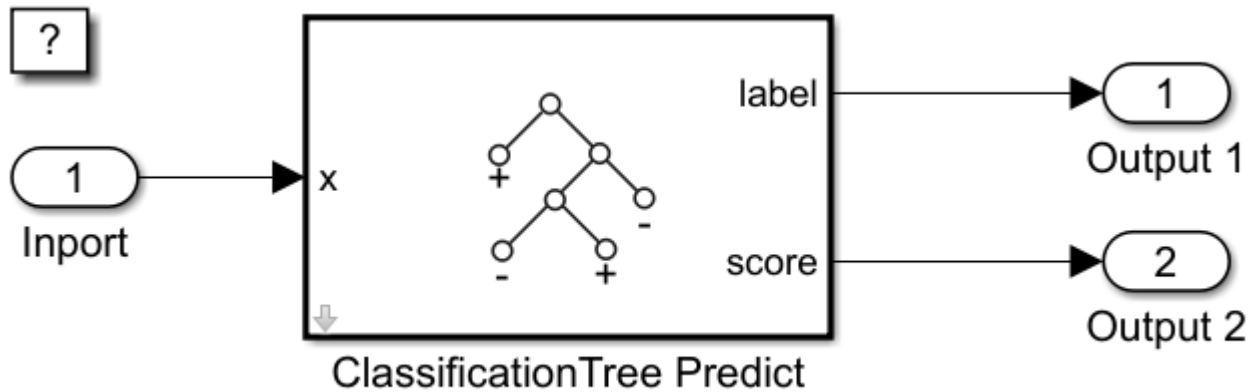 ?
1
Inport
x
+
-
-
+
label
score
ClassificationTree Predict
1
Output 1
2
Output 2